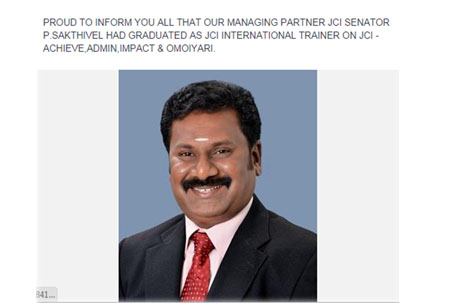 PROUD TO INFORM YOU ALL THAT OUR MANAGING PARTNER JCI SENATOR
P.SAKTHIVEL HAD GRADUATED AS JCI INTERNATIONAL TRAINER ON JCI -
ACHIEVE,ADMIN,IMPACT & OMOIYARI.
841...